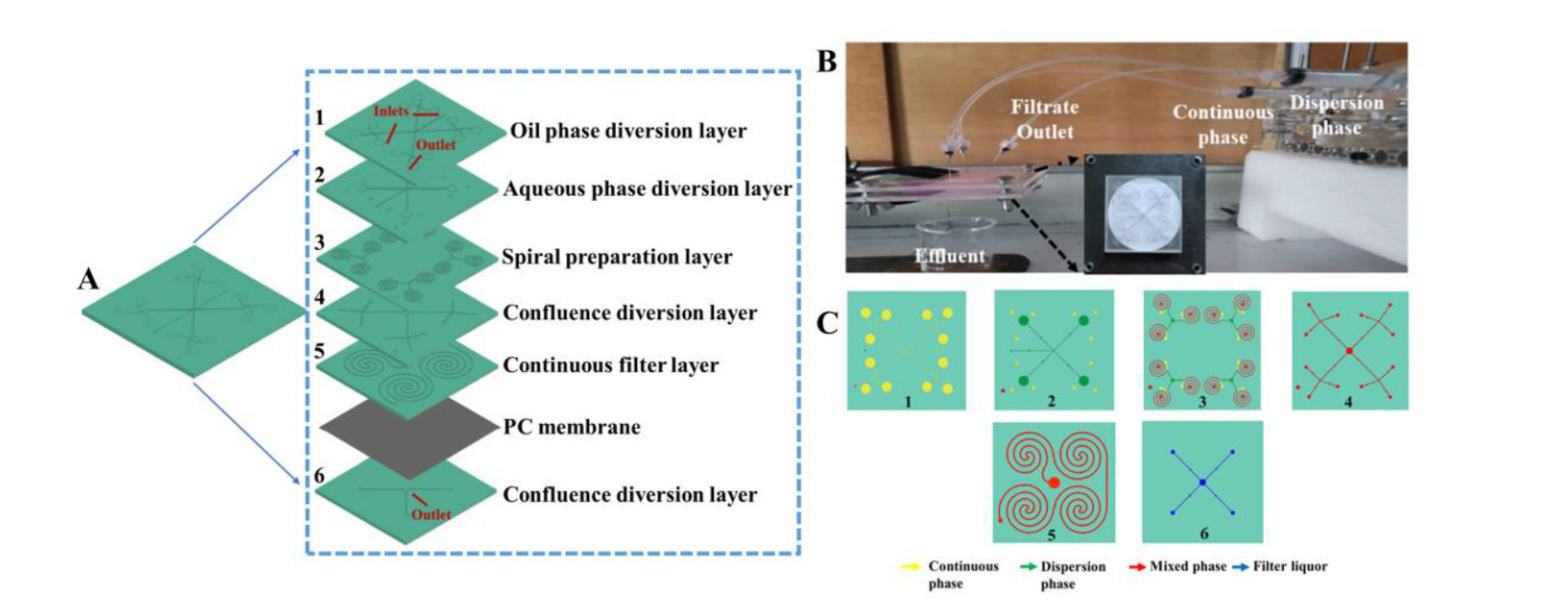 A
1
Inlets
Outlet
Oil phase diversion layer
2
Aqueous phase diversion layer
3
Spiral preparation layer
4
Confluence diversion layer
5
Continuous filter layer
PC membrane
6
Outlet
Confluence diversion layer
B
Filtrate
Outlet
Continuous
phase
Dispersion
phase
Effluent
C
1
2
3
4
5
6
Continuous
phase
Dispersion
phase
Mixed phase
Filter liquor